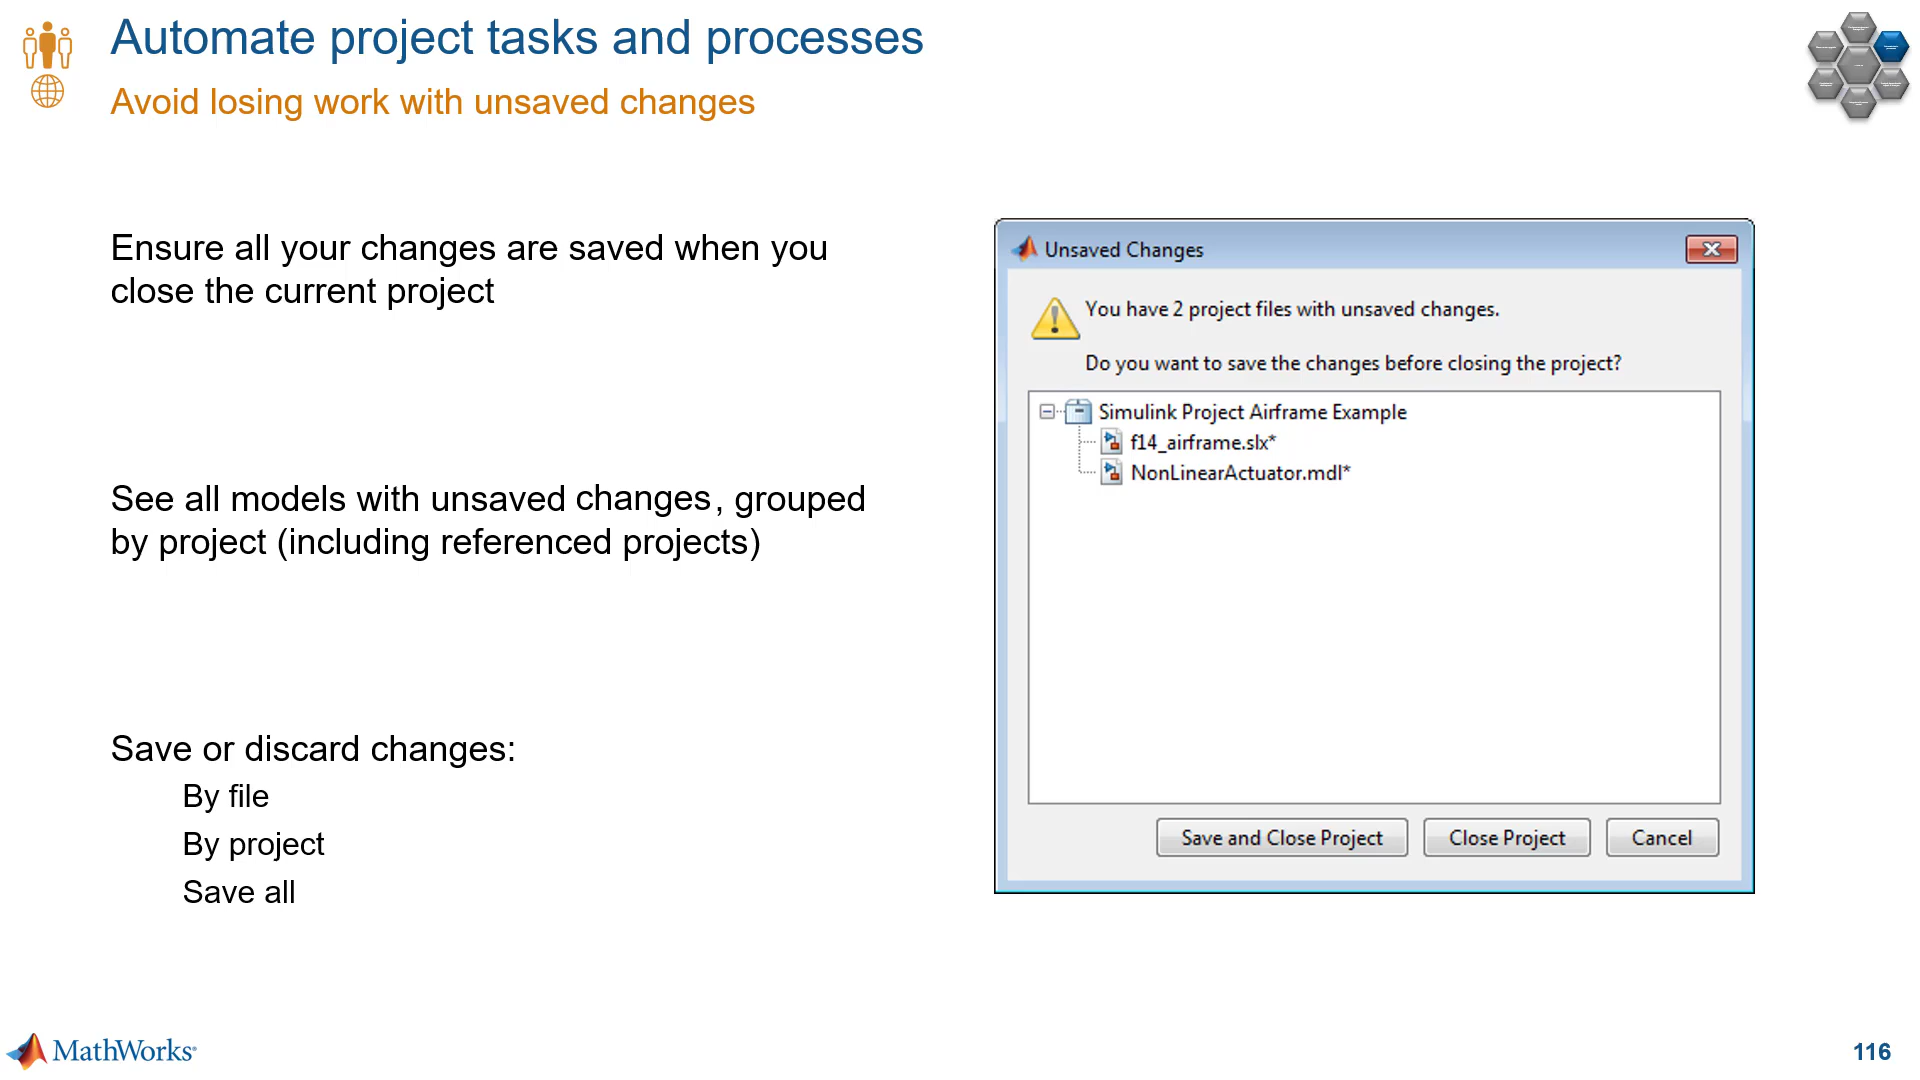 Automate project tasks and processes
Avoid losing work with unsaved changes
Ensure all your changes are saved when you
close the current project
See all models with unsaved changes, grouped
by project (including referenced projects)
Save or discard changes:
By file
By project
Save all
Unsaved Changes
You have 2 project files with unsaved changes.
Do you want to save the changes before closing the project?
Simulink Project Airframe Example
f14_airframe.slx*
NonLinearActuator.mdl*
Save and Close Project
Close Project
Cancel
MathWorks®
116